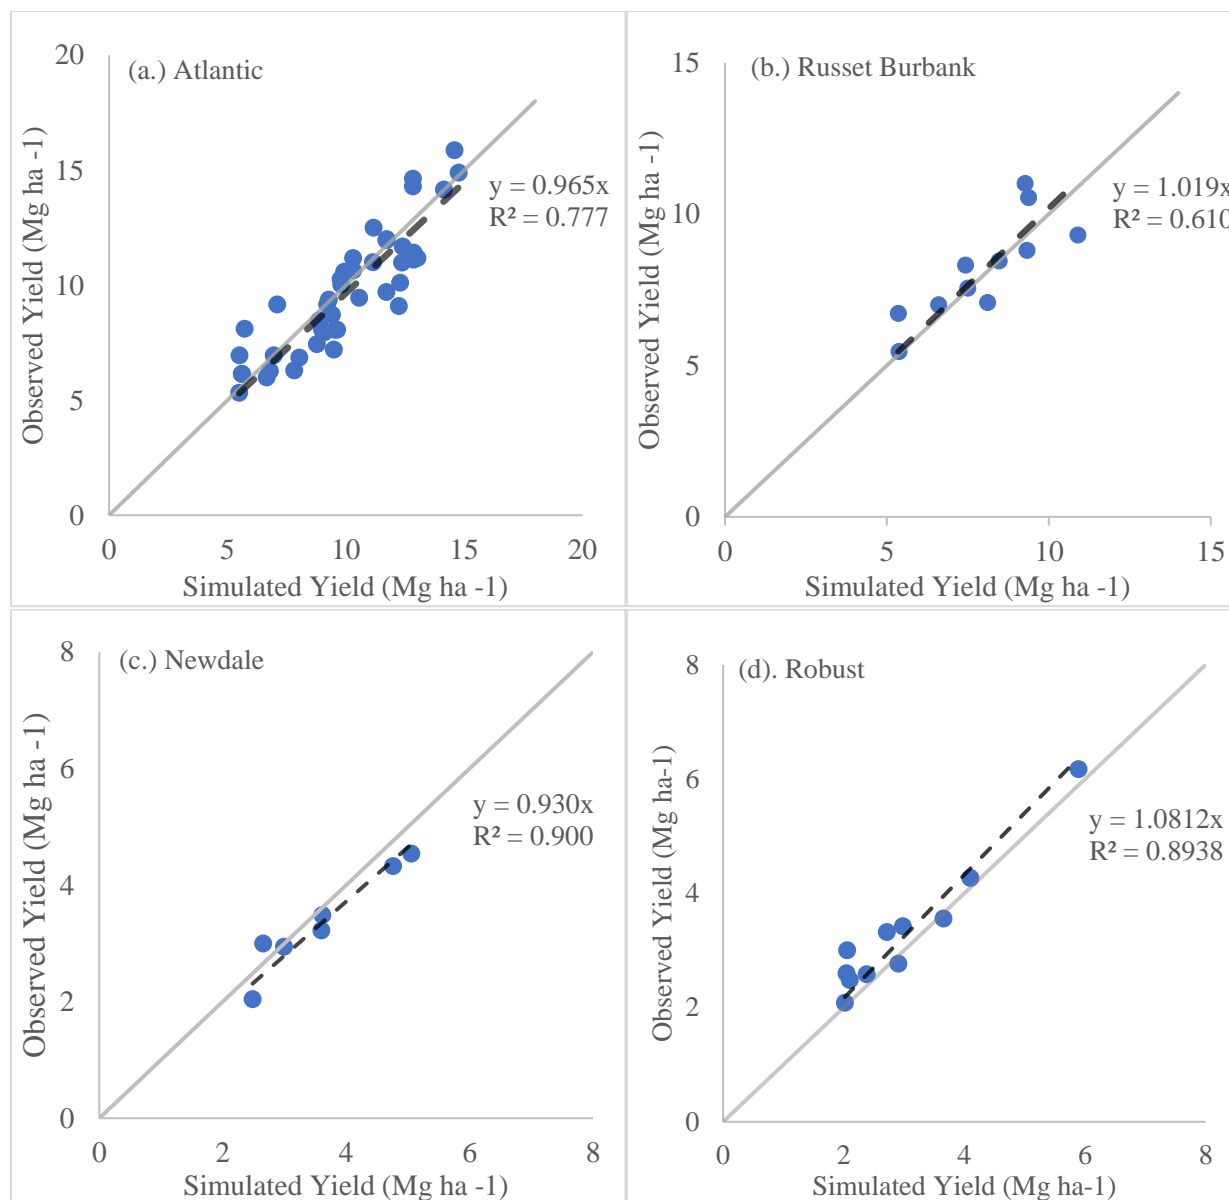 (a.) Atlantic
20
15
10
5
0
0 5 10 15 20
Observed Yield (Mg ha -1)
Simulated Yield (Mg ha -1)
y = 0.965x
R² = 0.777
(b.) Russet Burbank
15
10
5
0
0 5 10 15
Observed Yield (Mg ha -1)
Simulated Yield (Mg ha -1)
y = 1.019x
R² = 0.610
(c.) Newdale
8
6
4
2
0
0 2 4 6 8
Observed Yield (Mg ha -1)
Simulated Yield (Mg ha -1)
y = 0.930x
R² = 0.900
(d). Robust
8
6
4
2
0
0 2 4 6 8
Observed Yield (Mg ha-1)
Simulated Yield (Mg ha-1)
y = 1.0812x
R² = 0.8938